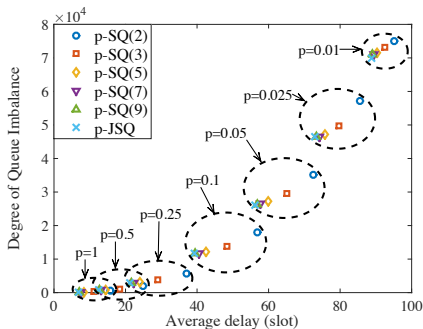 ×10⁴
8
7
6
5
4
3
2
1
0
Degree of Queue Imbalance
p-SQ(2)
p-SQ(3)
p-SQ(5)
p-SQ(7)
p-SQ(9)
p-JSQ
p=0.01
p=0.025
p=0.05
p=0.1
p=0.25
p=0.5
p=1
0 20 40 60 80 100
Average delay (slot)